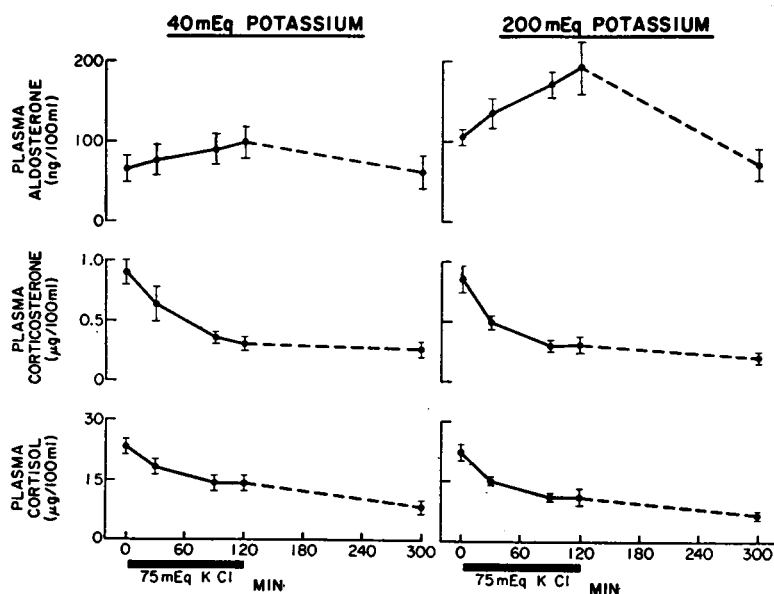 40mEq POTASSIUM
200mEq POTASSIUM
PLASMA
ALDOSTERONE
(ng/100ml)
200
100
0
PLASMA
CORTICOSTERONE
(µg/100ml)
1.0
0.5
0
PLASMA
CORTISOL
(µg/100ml)
30
15
0
0 60 120 180 240 300
75mEq K Cl
MIN.
0 60 120 180 240 300
75mEq K Cl
MIN.